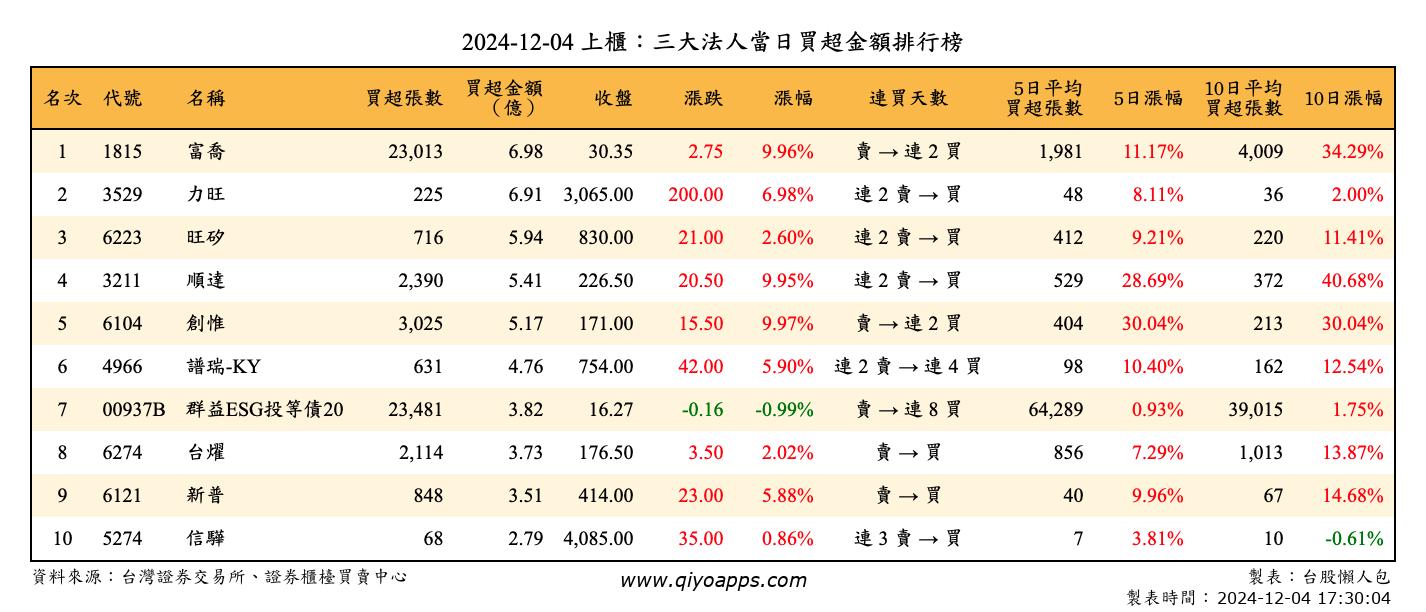 2024-12-04 上櫃：三大法人當日買超金額排行榜
名次 代號 名稱 買超張數 買超金額（億） 收盤 漲跌 漲幅 連買天數 5日平均買超張數 5日漲幅 10日平均買超張數 10日漲幅
1 1815 富喬 23,013 6.98 30.35 2.75 9.96% 賣 → 連 2 買 1,981 11.17% 4,009 34.29%
2 3529 力旺 225 6.91 3,065.00 200.00 6.98% 連 2 賣 → 買 48 8.11% 36 2.00%
3 6223 旺矽 716 5.94 830.00 21.00 2.60% 連 2 賣 → 買 412 9.21% 220 11.41%
4 3211 順達 2,390 5.41 226.50 20.50 9.95% 連 2 賣 → 買 529 28.69% 372 40.68%
5 6104 創惟 3,025 5.17 171.00 15.50 9.97% 賣 → 連 2 買 404 30.04% 213 30.04%
6 4966 譜瑞-KY 631 4.76 754.00 42.00 5.90% 連 2 賣 → 連 4 買 98 10.40% 162 12.54%
7 00937B 群益ESG投等債20 23,481 3.82 16.27 -0.16 -0.99% 賣 → 連 8 買 64,289 0.93% 39,015 1.75%
8 6274 台燿 2,114 3.73 176.50 3.50 2.02% 賣 → 買 856 7.29% 1,013 13.87%
9 6121 新普 848 3.51 414.00 23.00 5.88% 賣 → 買 40 9.96% 67 14.68%
10 5274 信驊 68 2.79 4,085.00 35.00 0.86% 連 3 賣 → 買 7 3.81% 10 -0.61%
資料來源：台灣證券交易所、證券櫃檯買賣中心
www.qiyoapps.com
製表：台股懶人包
製表時間：2024-12-04 17:30:04